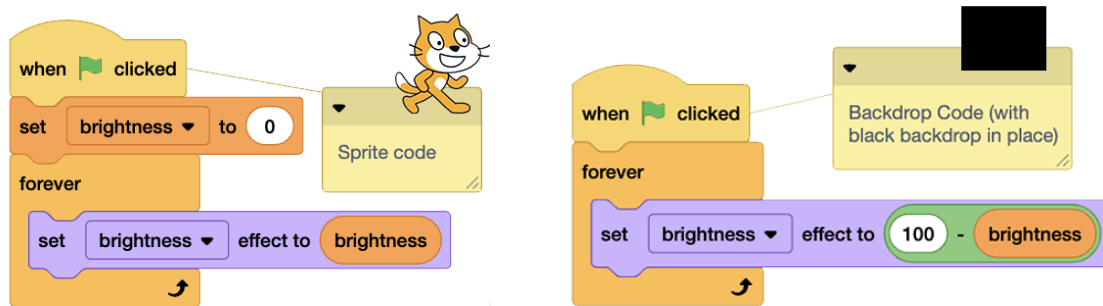 when clicked
set brightness to 0
forever
set brightness effect to brightness
Sprite code
when clicked
forever
set brightness effect to 100 - brightness
Backdrop Code (with
black backdrop in place)